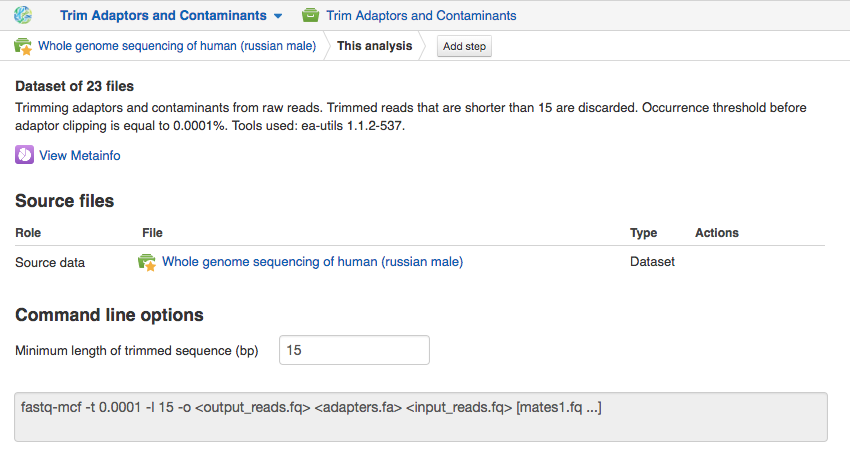 Trim Adaptors and Contaminants Trim Adaptors and Contaminants
Whole genome sequencing of human (russian male) This analysis Add step
Dataset of 23 files
Trimming adaptors and contaminants from raw reads. Trimmed reads that are shorter than 15 are discarded. Occurrence threshold before
adaptor clipping is equal to 0.0001%. Tools used: ea-utils 1.1.2-537.
View Metainfo
Source files
Role File Type Actions
Source data Whole genome sequencing of human (russian male) Dataset
Command line options
Minimum length of trimmed sequence (bp) 15
fastq-mcf -t 0.0001 -l 15 -o <output_reads.fq> <adapters.fa> <input_reads.fq> [mates1.fq ...]